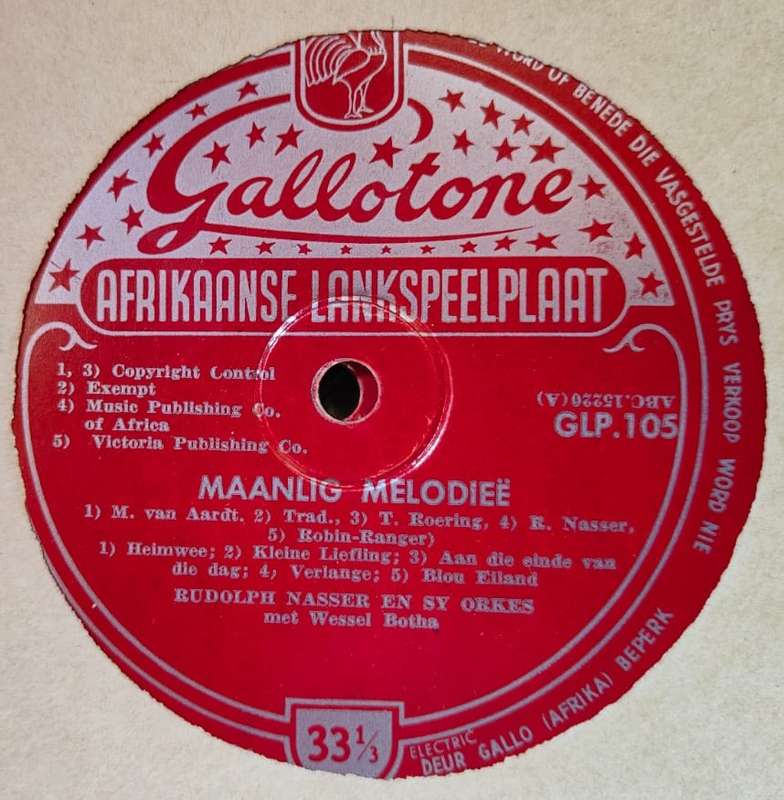 Gallotone
AFRIKAANSE LANKSPEELPLAAT
1, 3) Copyright Control
2) Exempt
4) Music Publishing Co.
of Africa
5) Victoria Publishing Co.
ABC.15220(A)
GLP.105
MAANLIG MELODIEË
1) M. van Aardt. 2) Trad., 3) T. Roering, 4) R. Nasser,
5) Robin-Ranger)
1) Heimwee; 2) Kleine Liefling; 3) Aan die einde van
die dag; 4; Verlange; 5) Blou Eiland
RUDOLPH NASSER EN SY ORKES
met Wessel Botha
33 1/3
ELECTRIC
WORD OF BENEDE DIE VASGESTELDE PRYS VERKOOP WORD NIE
DEUR GALLO (AFRIKA) BEPERK